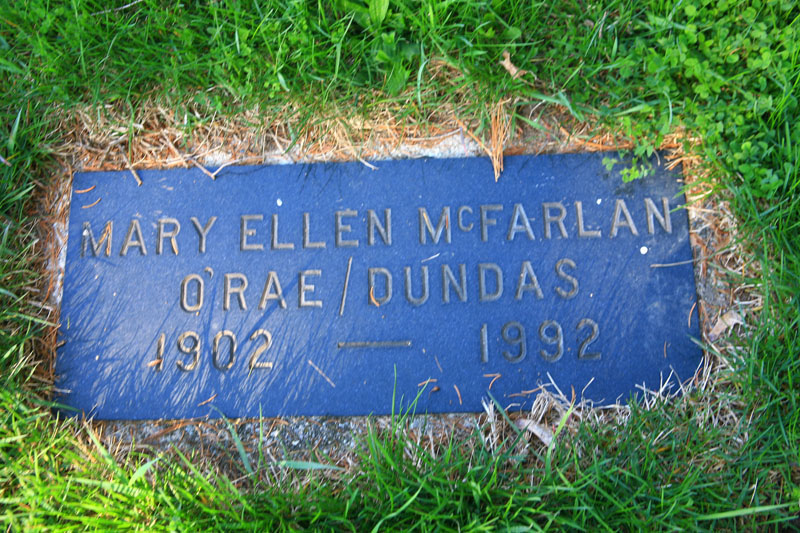 MARY ELLEN McFARLAN
O'RAE/DUNDAS
1902 — 1992